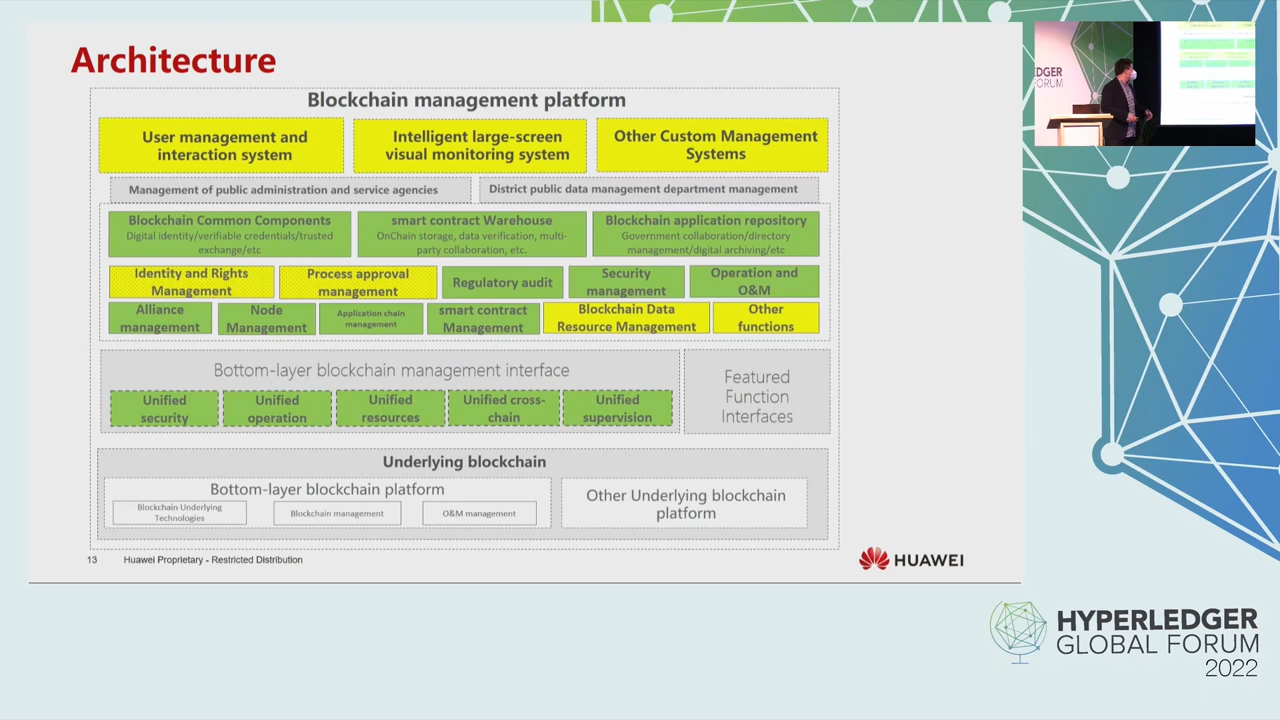 Architecture
Blockchain management platform
User management and
interaction system
Intelligent large-screen
visual monitoring system
Other Custom Management
Systems
Management of public administration and service agencies
District public data management department management
Blockchain Common Components
Digital identity/verifiable credentials/trusted
exchange/etc
smart contract Warehouse
OnChain storage, data verification, multi-
party collaboration, etc.
Blockchain application repository
Government collaboration/directory
management/digital archiving/etc
Identity and Rights
Management
Process approval
management
Regulatory audit
Security
management
Operation and
O&M
Alliance
management
Node
Management
Application chain
management
smart contract
Management
Blockchain Data
Resource Management
Other
functions
Bottom-layer blockchain management interface
Unified
security
Unified
operation
Unified
resources
Unified cross-
chain
Unified
supervision
Featured
Function
Interfaces
Underlying blockchain
Bottom-layer blockchain platform
Blockchain Underlying
Technologies
Blockchain management
O&M management
Other Underlying blockchain
platform
13
Huawei Proprietary - Restricted Distribution
HUAWEI
DGER
FORUM
HYPERLEDGER
GLOBAL FORUM
2022